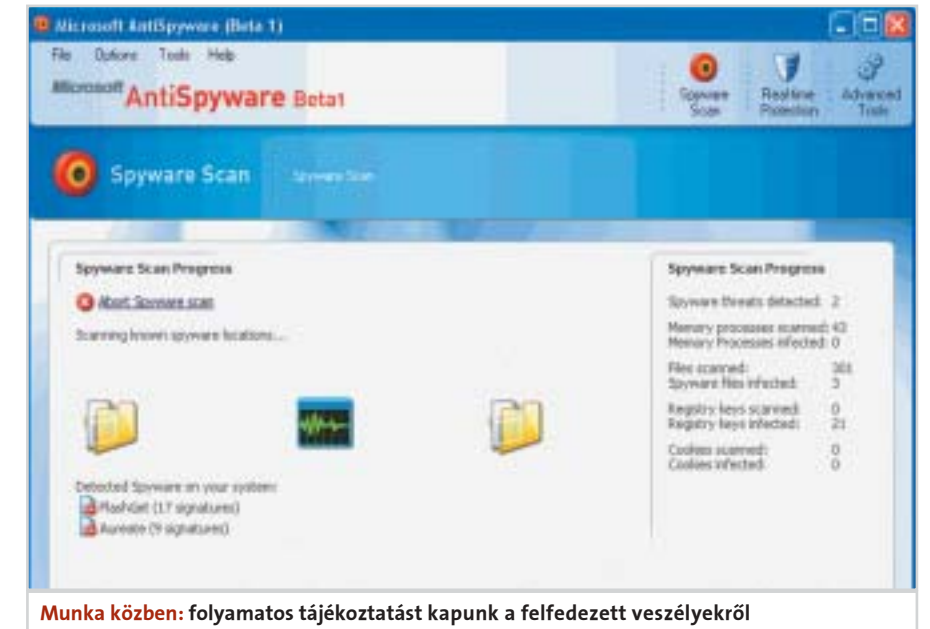 Microsoft AntiSpyware (Beta 1)
File Options Tools Help
Microsoft AntiSpyware Beta1
Spyware Scan
Realtime Protection
Advanced Tools
Spyware Scan
Spyware Scan
Spyware Scan Progress
Abort Spyware scan
Scanning known spyware locations...
Detected Spyware on your system:
FlashGet (17 signatures)
Aureate (9 signatures)
Spyware Scan Progress
Spyware threats detected: 2
Memory processes scanned: 42
Memory Processes infected: 0
Files scanned: 301
Spyware files infected: 3
Registry keys scanned: 0
Registry keys infected: 21
Cookies scanned: 0
Cookies infected: 0
Munka közben: folyamatos tájékoztatást kapunk a felfedezett veszélyekről